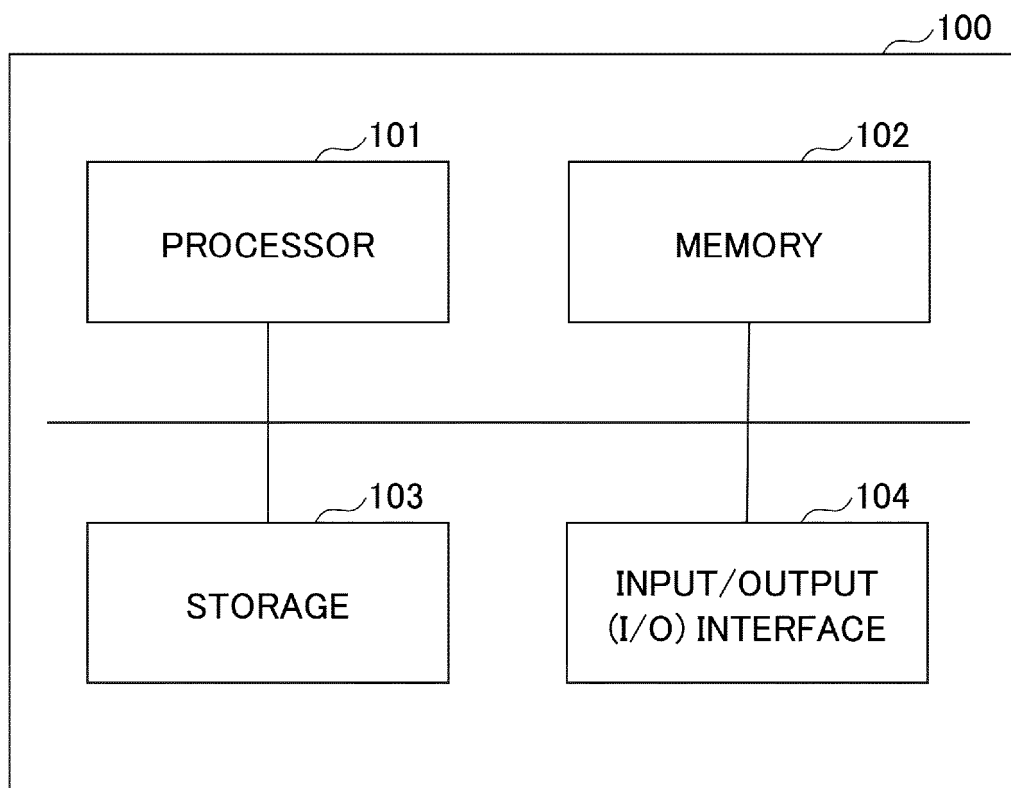 100
101
102
PROCESSOR
MEMORY
103
104
STORAGE
INPUT/OUTPUT
(I/O) INTERFACE